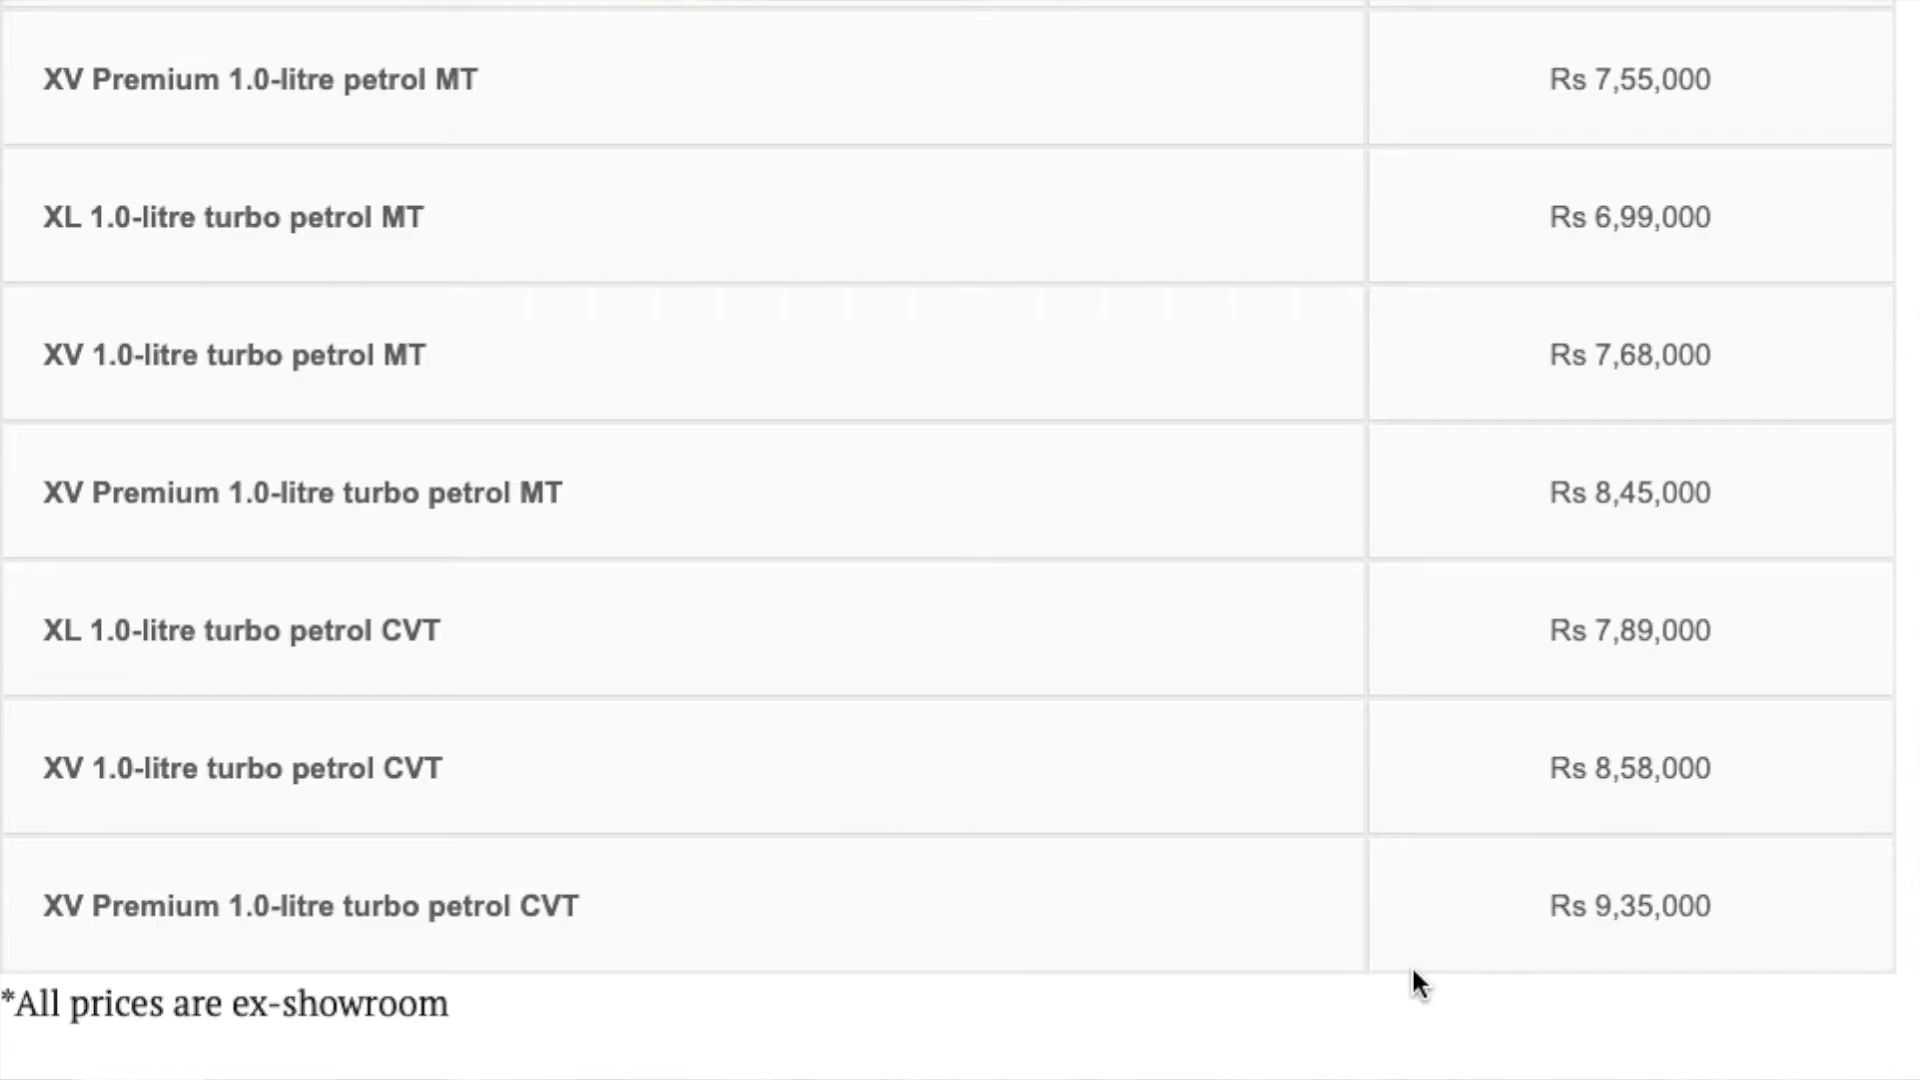 XV Premium 1.0-litre petrol MT Rs 7,55,000
XL 1.0-litre turbo petrol MT Rs 6,99,000
XV 1.0-litre turbo petrol MT Rs 7,68,000
XV Premium 1.0-litre turbo petrol MT Rs 8,45,000
XL 1.0-litre turbo petrol CVT Rs 7,89,000
XV 1.0-litre turbo petrol CVT Rs 8,58,000
XV Premium 1.0-litre turbo petrol CVT Rs 9,35,000
*All prices are ex-showroom